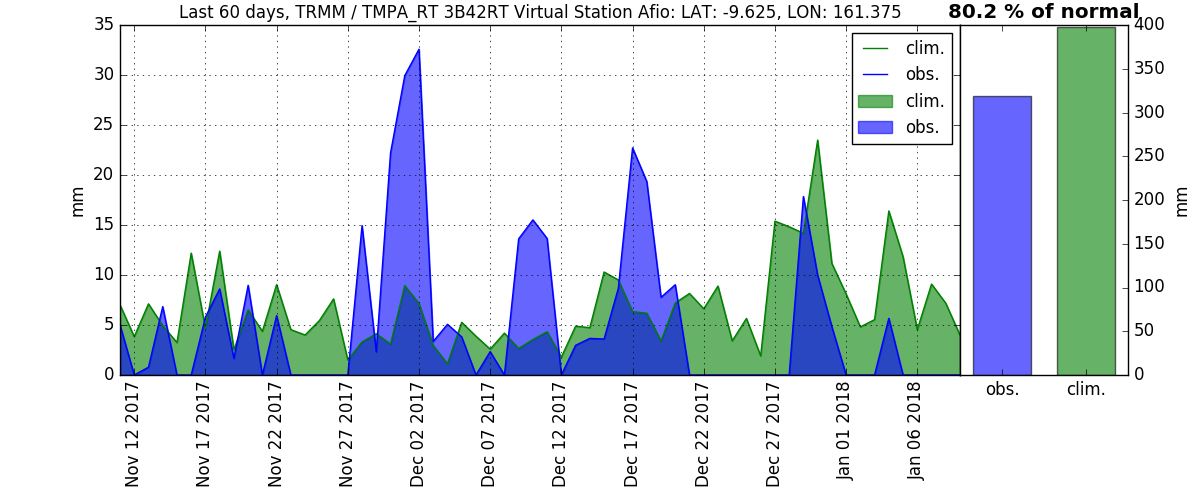 Last 60 days, TRMM / TMPA_RT 3B42RT Virtual Station Afio: LAT: -9.625, LON: 161.375
80.2 % of normal
35
30
25
20
15
10
5
0
mm
clim.
obs.
clim.
obs.
400
350
300
250
200
150
100
50
0
mm
obs.
clim.
Nov 12 2017
Nov 17 2017
Nov 22 2017
Nov 27 2017
Dec 02 2017
Dec 07 2017
Dec 12 2017
Dec 17 2017
Dec 22 2017
Dec 27 2017
Jan 01 2018
Jan 06 2018